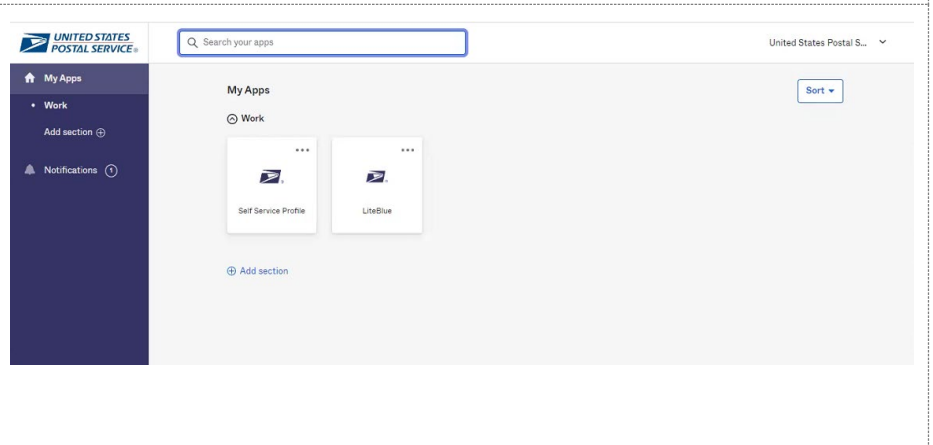 UNITED STATES
POSTAL SERVICE®
Search your apps
United States Postal S...
My Apps
Work
Add section
Notifications 1
My Apps
Sort
Work
Self Service Profile
LiteBlue
Add section